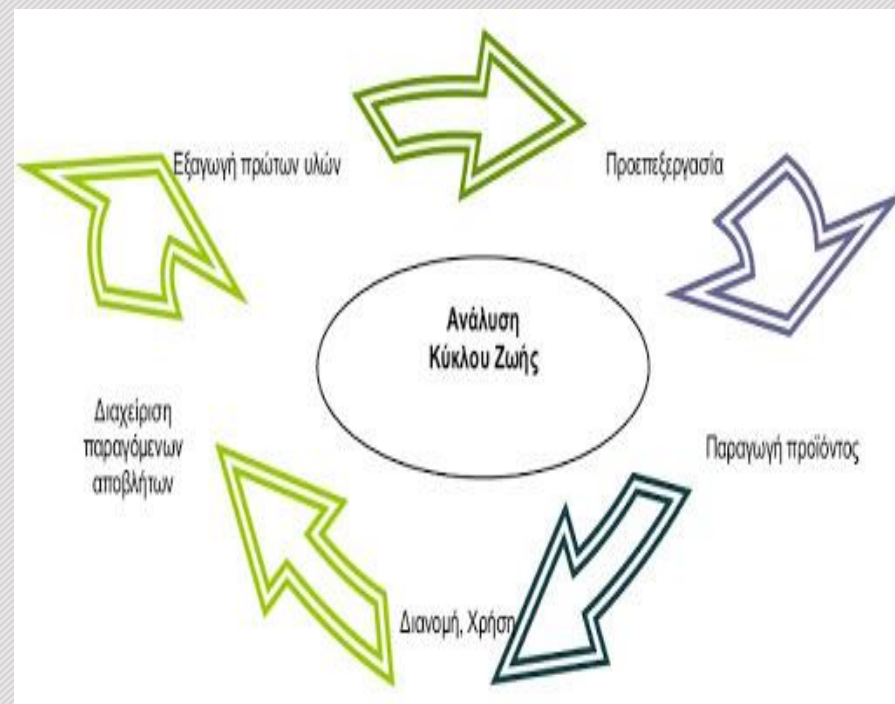 Εξαγωγή πρώτων υλών
Προεπεξεργασία
Ανάλυση
Κύκλου Ζωής
Διαχείριση
παραγόμενων
αποβλήτων
Παραγωγή προϊόντος
Διανομή, Χρήση